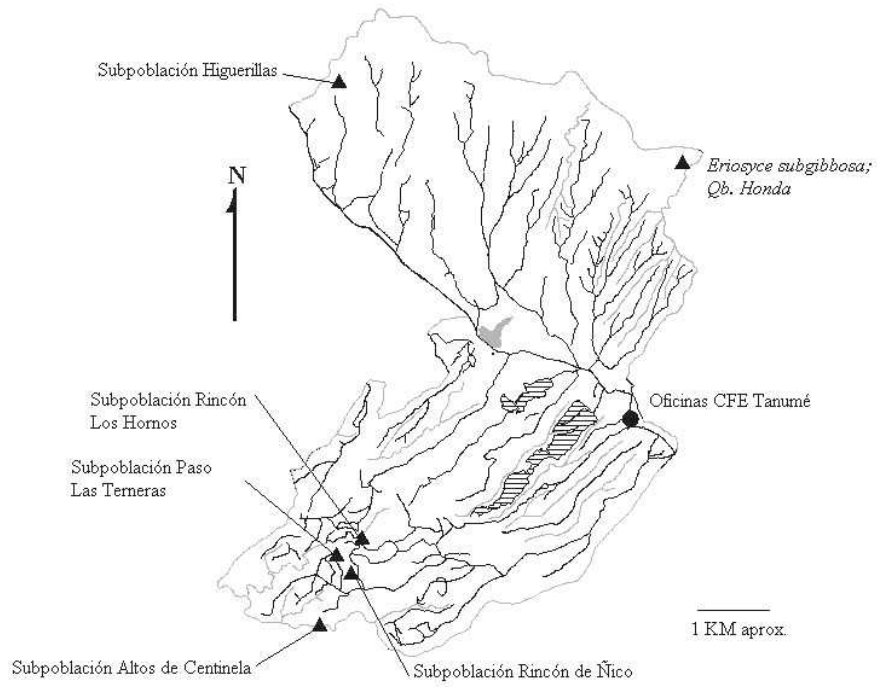 Subpoblación Higuerillas
Eriosyce subgibbosa;
Qb. Honda
N
Subpoblación Rincón
Los Hornos
Oficinas CFE Tanumé
Subpoblación Paso
Las Terneras
1 KM aprox.
Subpoblación Altos de Centinela
Subpoblación Rincón de Ñico